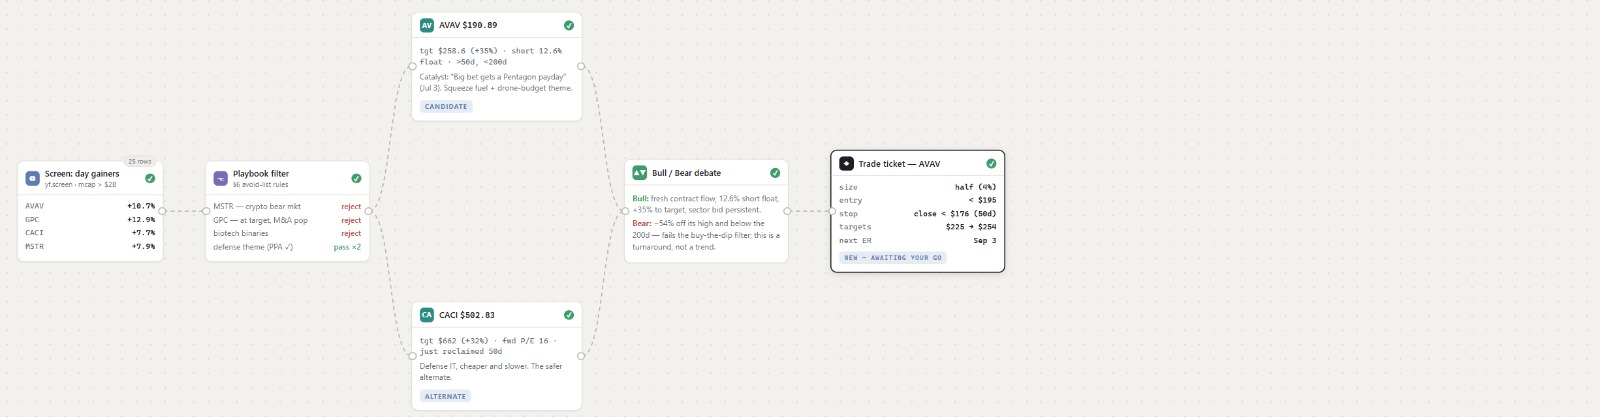 25 rows
Screen: day gainers
yf.screen · mcap > $2B
AVAV +10.7%
GPC +12.9%
CACI +7.7%
MSTR +7.9%
Playbook filter
§6 avoid-list rules
MSTR — crypto bear mkt reject
GPC — at target, M&A pop reject
biotech binaries reject
defense theme (PPA ✓) pass ×2
AV AVAV $190.89
tgt $258.6 (+35%) · short 12.6%
float · >50d, <200d
Catalyst: "Big bet gets a Pentagon payday"
(Jul 3). Squeeze fuel + drone-budget theme.
CANDIDATE
CA CACI $502.83
tgt $662 (+32%) · fwd P/E 16 ·
just reclaimed 50d
Defense IT, cheaper and slower. The safer
alternate.
ALTERNATE
Bull / Bear debate
Bull: fresh contract flow, 12.6% short float,
+35% to target, sector bid persistent.
Bear: −54% off its high and below the
200d — fails the buy-the-dip filter; this is a
turnaround, not a trend.
Trade ticket — AVAV
size half (4%)
entry < $195
stop close < $176 (50d)
targets $225 → $254
next ER Sep 3
NEW — AWAITING YOUR GO